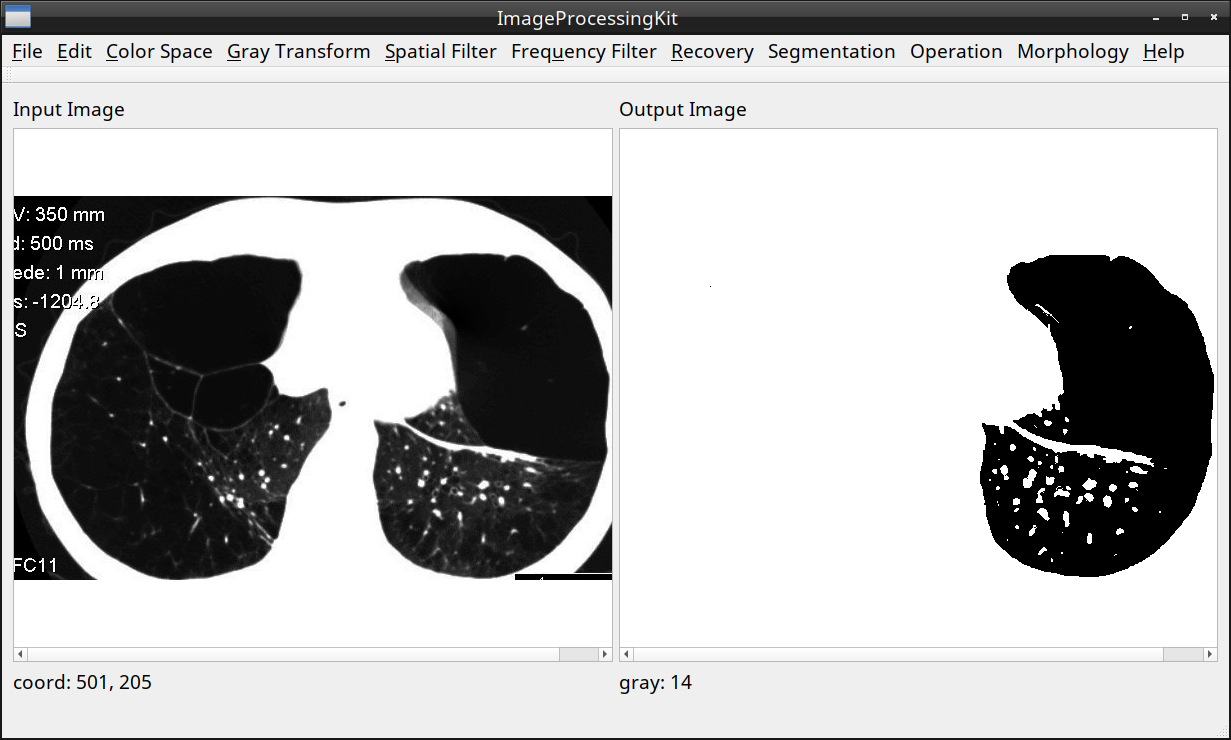 ImageProcessingKit
File Edit Color Space Gray Transform Spatial Filter Frequency Filter Recovery Segmentation Operation Morphology Help
Input Image
Output Image
V: 350 mm
d: 500 ms
ede: 1 mm
s: -1204.8
S
FC11
coord: 501, 205
gray: 14